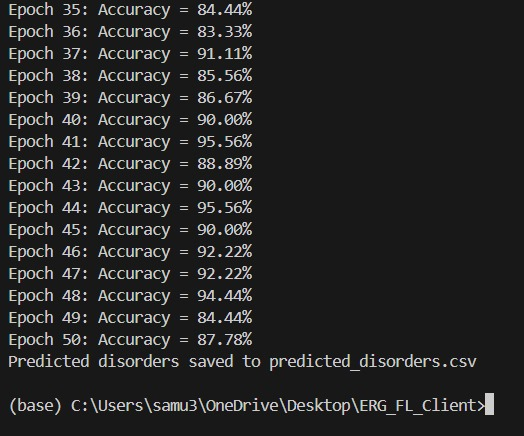 Epoch 35: Accuracy = 84.44%
Epoch 36: Accuracy = 83.33%
Epoch 37: Accuracy = 91.11%
Epoch 38: Accuracy = 85.56%
Epoch 39: Accuracy = 86.67%
Epoch 40: Accuracy = 90.00%
Epoch 41: Accuracy = 95.56%
Epoch 42: Accuracy = 88.89%
Epoch 43: Accuracy = 90.00%
Epoch 44: Accuracy = 95.56%
Epoch 45: Accuracy = 90.00%
Epoch 46: Accuracy = 92.22%
Epoch 47: Accuracy = 92.22%
Epoch 48: Accuracy = 94.44%
Epoch 49: Accuracy = 84.44%
Epoch 50: Accuracy = 87.78%
Predicted disorders saved to predicted_disorders.csv
(base) C:\Users\samu3\OneDrive\Desktop\ERG_FL_Client>